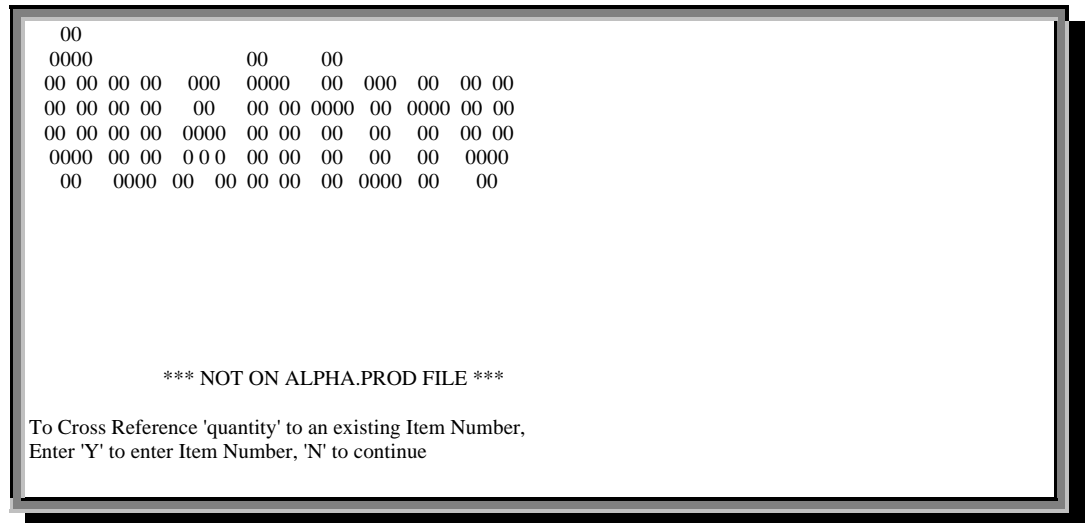 00
0000 00 00
00 00 00 00 000 0000 00 000 00 00 00
00 00 00 00 00 00 00 0000 00 0000 00 00
00 00 00 00 0000 00 00 00 00 00 00 00
0000 00 00 0 0 0 00 00 00 00 00 0000
00 0000 00 00 00 00 00 0000 00 00
*** NOT ON ALPHA.PROD FILE ***
To Cross Reference 'quantity' to an existing Item Number,
Enter 'Y' to enter Item Number, 'N' to continue